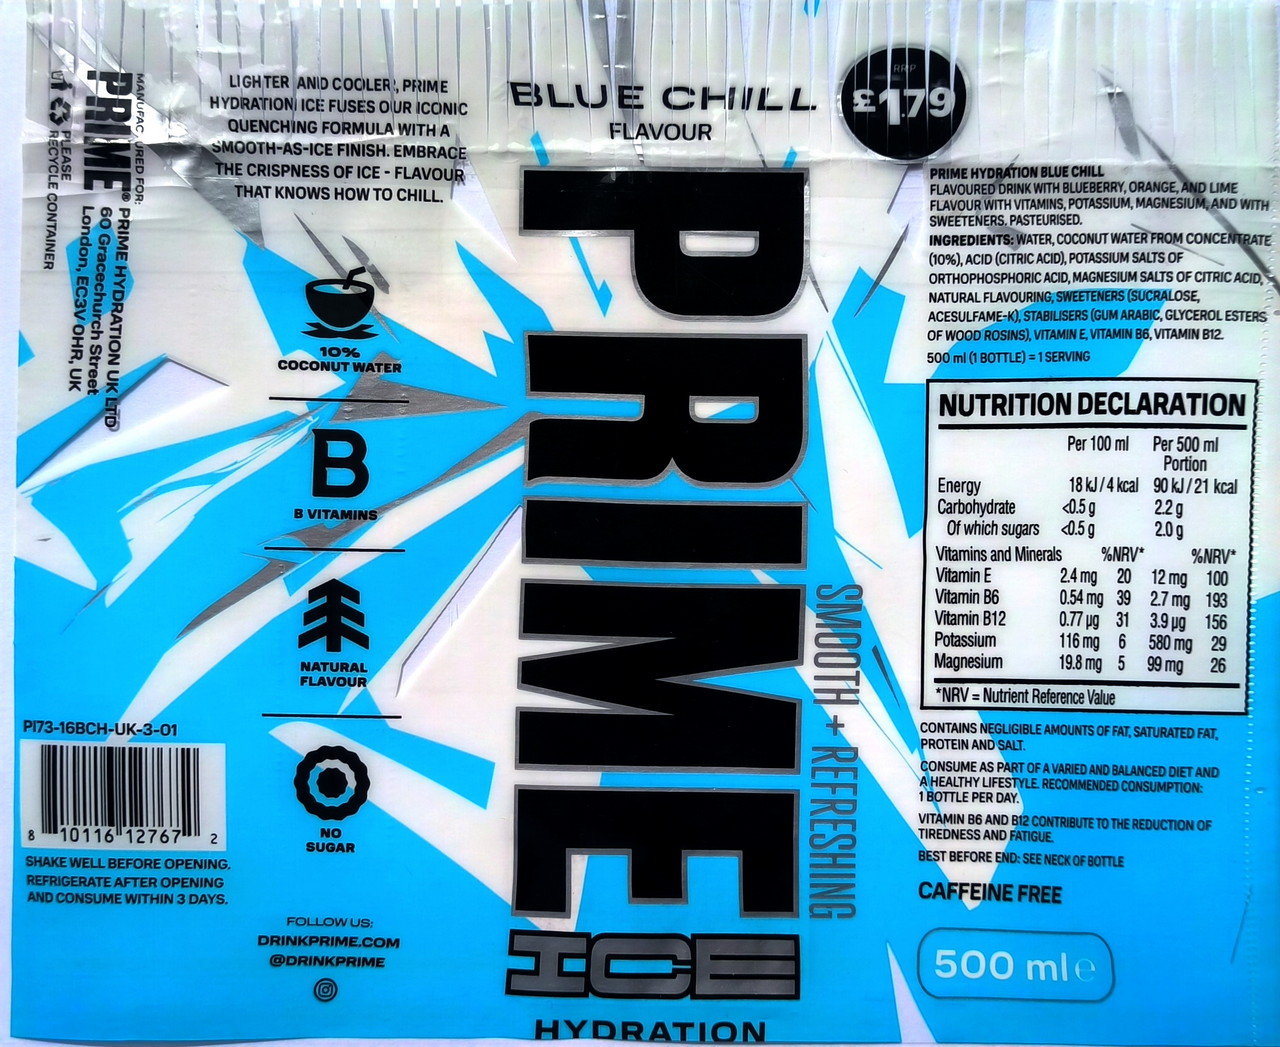 MANUFACTURED FOR:
PRIME® PRIME HYDRATION UK LTD
60 Gracechurch Street
London, EC3V 0HR, UK
PLEASE
RECYCLE CONTAINER
LIGHTER AND COOLER, PRIME
HYDRATION ICE FUSES OUR ICONIC
QUENCHING FORMULA WITH A
SMOOTH-AS-ICE FINISH. EMBRACE
THE CRISPNESS OF ICE - FLAVOUR
THAT KNOWS HOW TO CHILL.
10%
COCONUT WATER
B
B VITAMINS
NATURAL
FLAVOUR
NO
SUGAR
FOLLOW US:
DRINKPRIME.COM
@DRINKPRIME
PI73-16BCH-UK-3-01
8 10116 12767 2
SHAKE WELL BEFORE OPENING.
REFRIGERATE AFTER OPENING
AND CONSUME WITHIN 3 DAYS.
BLUE CHILL
FLAVOUR
PRIME
SMOOTH + REFRESHING
ICE
HYDRATION
RRP
£1.79
PRIME HYDRATION BLUE CHILL
FLAVOURED DRINK WITH BLUEBERRY, ORANGE, AND LIME
FLAVOUR WITH VITAMINS, POTASSIUM, MAGNESIUM, AND WITH
SWEETENERS. PASTEURISED.
INGREDIENTS: WATER, COCONUT WATER FROM CONCENTRATE
(10%), ACID (CITRIC ACID), POTASSIUM SALTS OF
ORTHOPHOSPHORIC ACID, MAGNESIUM SALTS OF CITRIC ACID,
NATURAL FLAVOURING, SWEETENERS (SUCRALOSE,
ACESULFAME-K), STABILISERS (GUM ARABIC, GLYCEROL ESTERS
OF WOOD ROSINS), VITAMIN E, VITAMIN B6, VITAMIN B12.
500 ml (1 BOTTLE) = 1 SERVING
NUTRITION DECLARATION
Per 100 ml Per 500 ml
Portion
Energy 18 kJ / 4 kcal 90 kJ / 21 kcal
Carbohydrate <0.5 g 2.2 g
Of which sugars <0.5 g 2.0 g
Vitamins and Minerals %NRV* %NRV*
Vitamin E 2.4 mg 20 12 mg 100
Vitamin B6 0.54 mg 39 2.7 mg 193
Vitamin B12 0.77 µg 31 3.9 µg 156
Potassium 116 mg 6 580 mg 29
Magnesium 19.8 mg 5 99 mg 26
*NRV = Nutrient Reference Value
CONTAINS NEGLIGIBLE AMOUNTS OF FAT, SATURATED FAT,
PROTEIN AND SALT.
CONSUME AS PART OF A VARIED AND BALANCED DIET AND
A HEALTHY LIFESTYLE. RECOMMENDED CONSUMPTION:
1 BOTTLE PER DAY.
VITAMIN B6 AND B12 CONTRIBUTE TO THE REDUCTION OF
TIREDNESS AND FATIGUE.
BEST BEFORE END: SEE NECK OF BOTTLE
CAFFEINE FREE
500 ml e